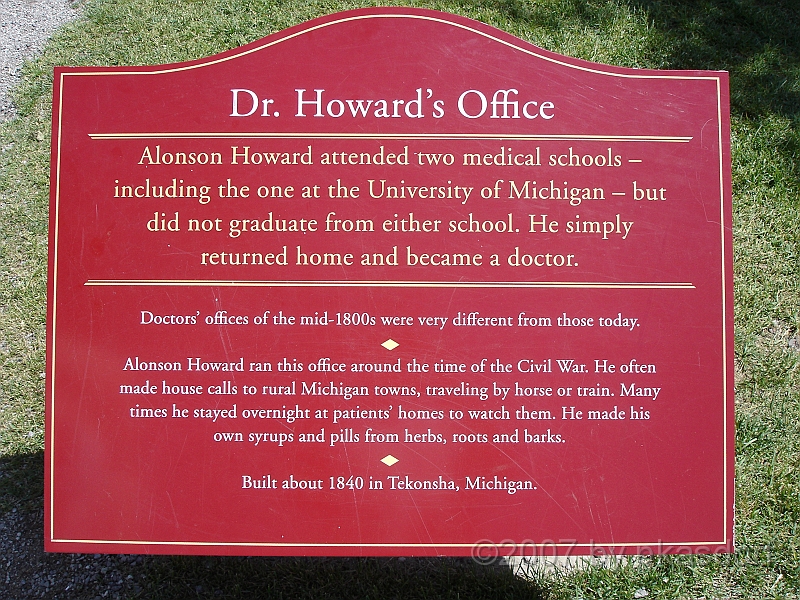 Dr. Howard's Office
Alonson Howard attended two medical schools –
including the one at the University of Michigan – but
did not graduate from either school. He simply
returned home and became a doctor.
Doctors' offices of the mid-1800s were very different from those today.
Alonson Howard ran this office around the time of the Civil War. He often
made house calls to rural Michigan towns, traveling by horse or train. Many
times he stayed overnight at patients' homes to watch them. He made his
own syrups and pills from herbs, roots and barks.
Built about 1840 in Tekonsha, Michigan.
©2007 by